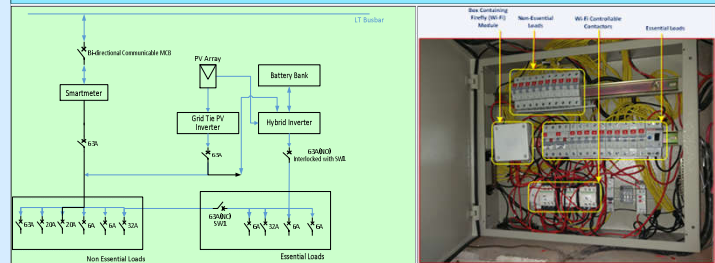 LT Busbar
Bi-directional Communicable MCB
Smartmeter
PV Array
Battery Bank
Grid Tie PV
Inverter
Hybrid Inverter
63A
63A
63A(NO)
Interlocked with SW1
63A(NC)
SW1
63A
20A
20A
6A
6A
32A
6A
32A
6A
6A
Non Essential Loads
Essential Loads
Box Containing
Firefly (Wi-Fi)
Module
Non-Essential
Loads
Wi-Fi Controllable
Contactors
Essential Loads